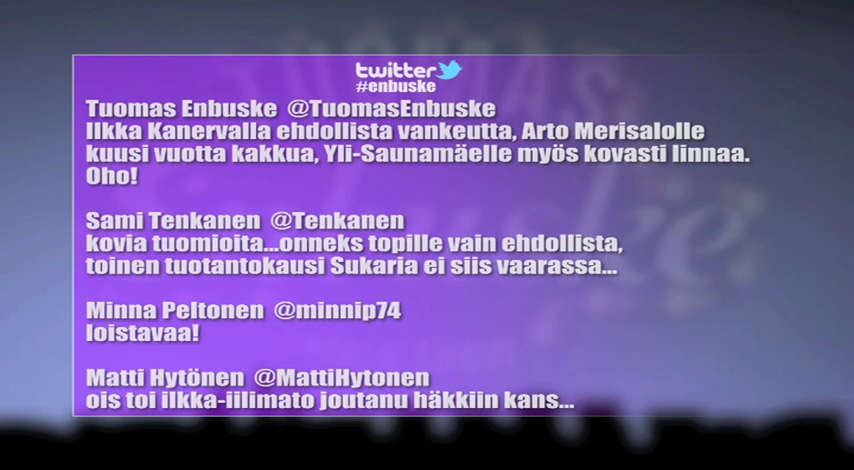 twitter
#enbuske
Tuomas Enbuske @TuomasEnbuske
Ilkka Kanervalla ehdollista vankeutta, Arto Merisalolle
kuusi vuotta kakkua, Yli-Saunamäelle myös kovasti linnaa.
Oho!
Sami Tenkanen @Tenkanen
kovia tuomioita...onneks topille vain ehdollista,
toinen tuotantokausi Sukaria ei siis vaarassa...
Minna Peltonen @minnip74
loistavaa!
Matti Hytönen @MattiHytonen
ois toi ilkka-iilimato joutanu häkkiin kans...